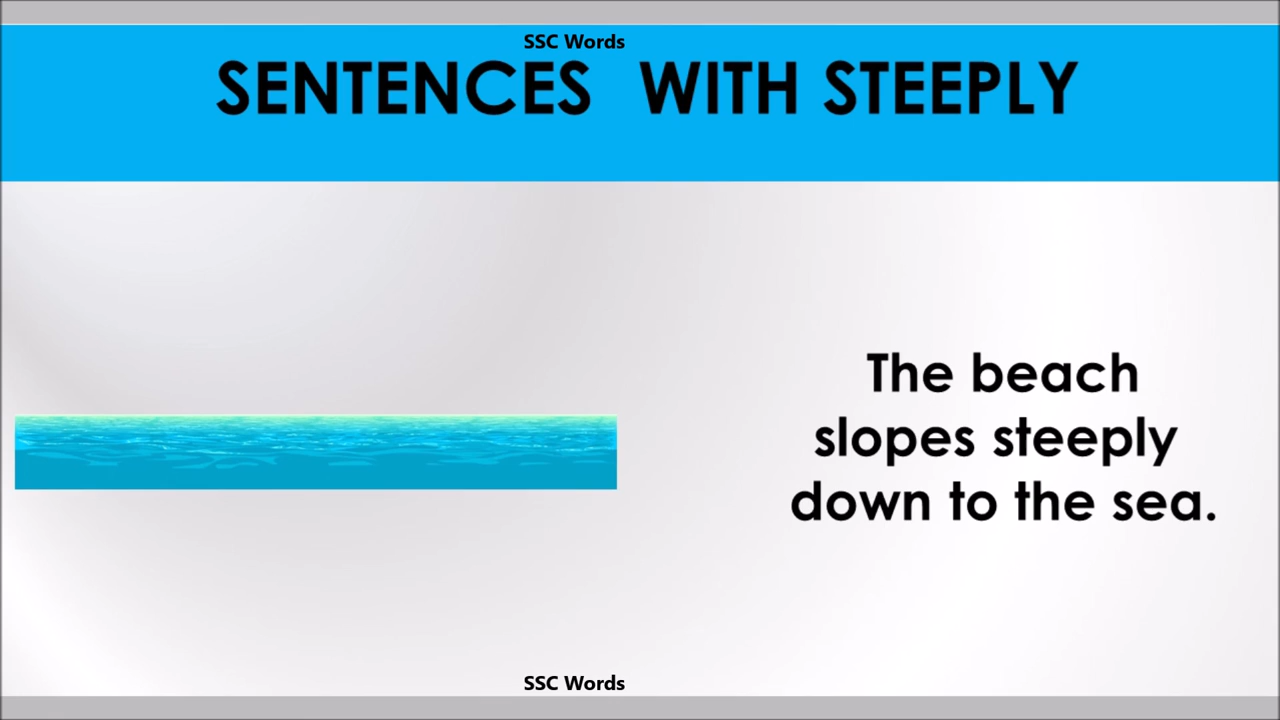 SSC Words
SENTENCES WITH STEEPLY
The beach
slopes steeply
down to the sea.
SSC Words